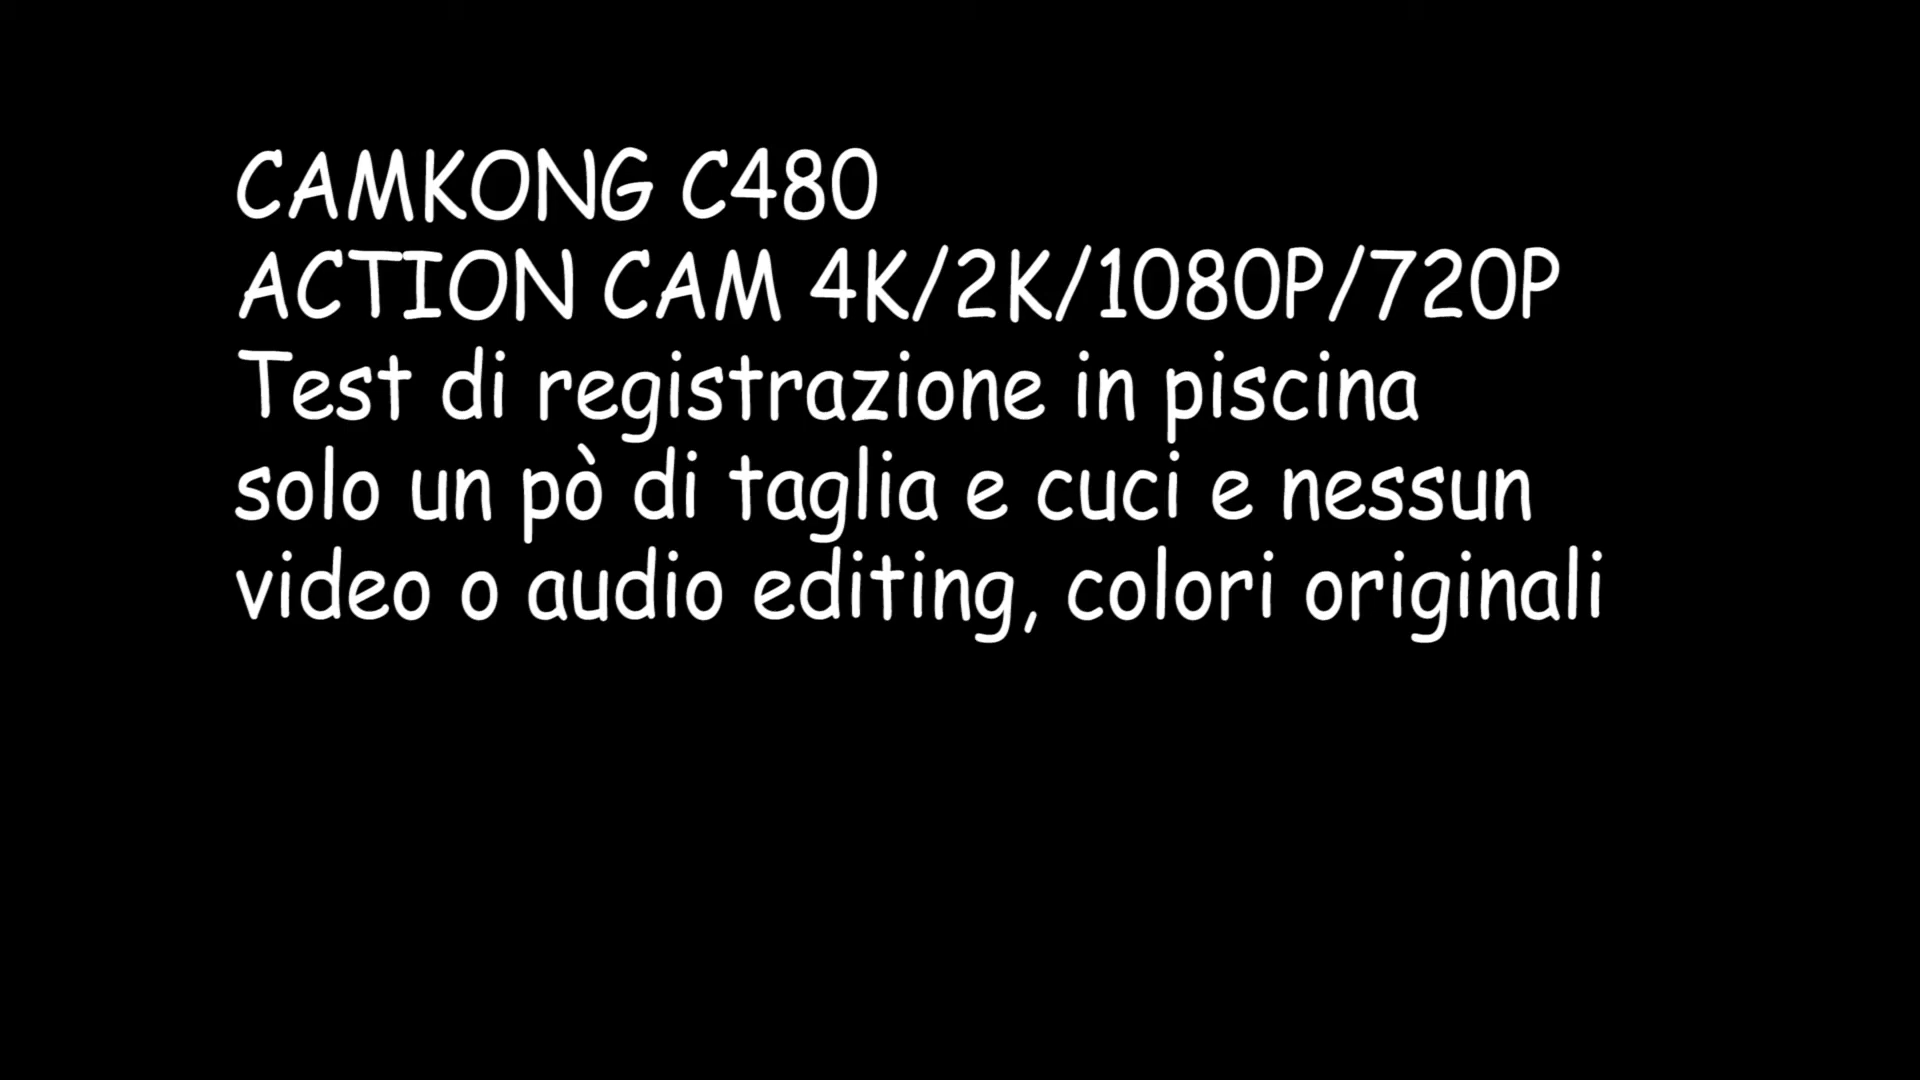 CAMKONG C480
ACTION CAM 4K/2K/1080P/720P
Test di registrazione in piscina
solo un pò di taglia e cuci e nessun
video o audio editing, colori originali